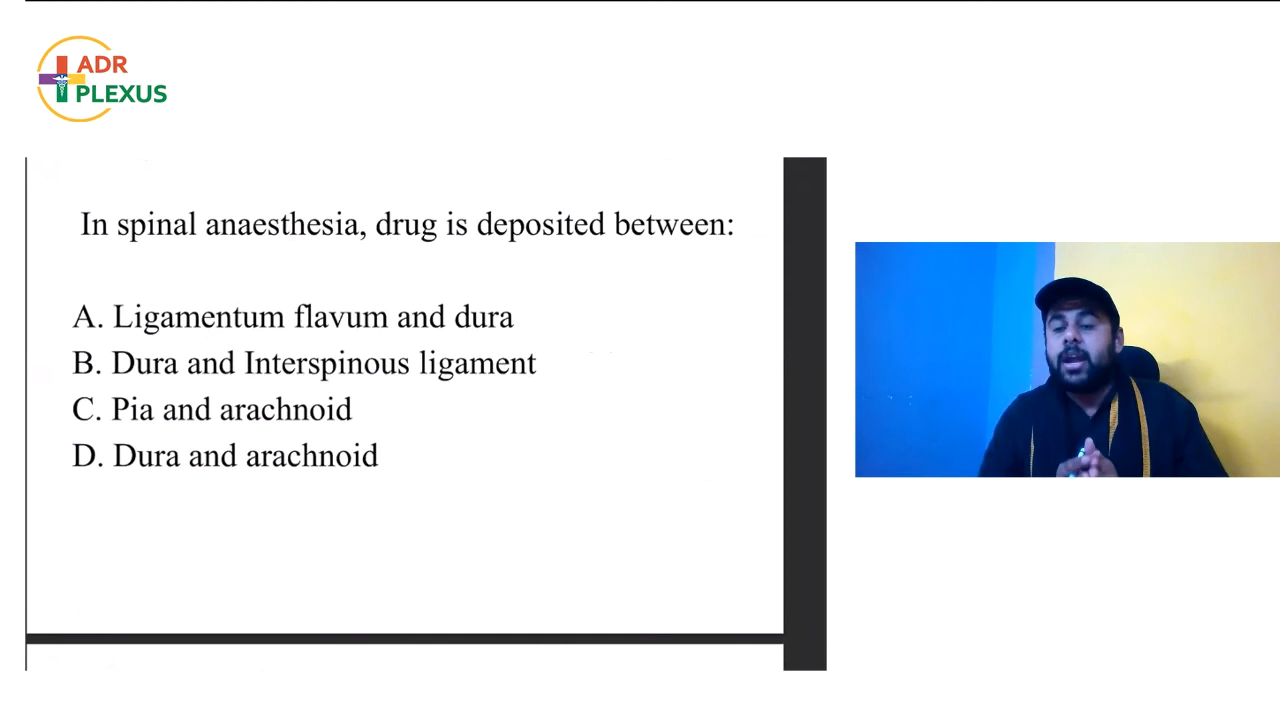 ADR
PLEXUS
In spinal anaesthesia, drug is deposited between:
A. Ligamentum flavum and dura
B. Dura and Interspinous ligament
C. Pia and arachnoid
D. Dura and arachnoid